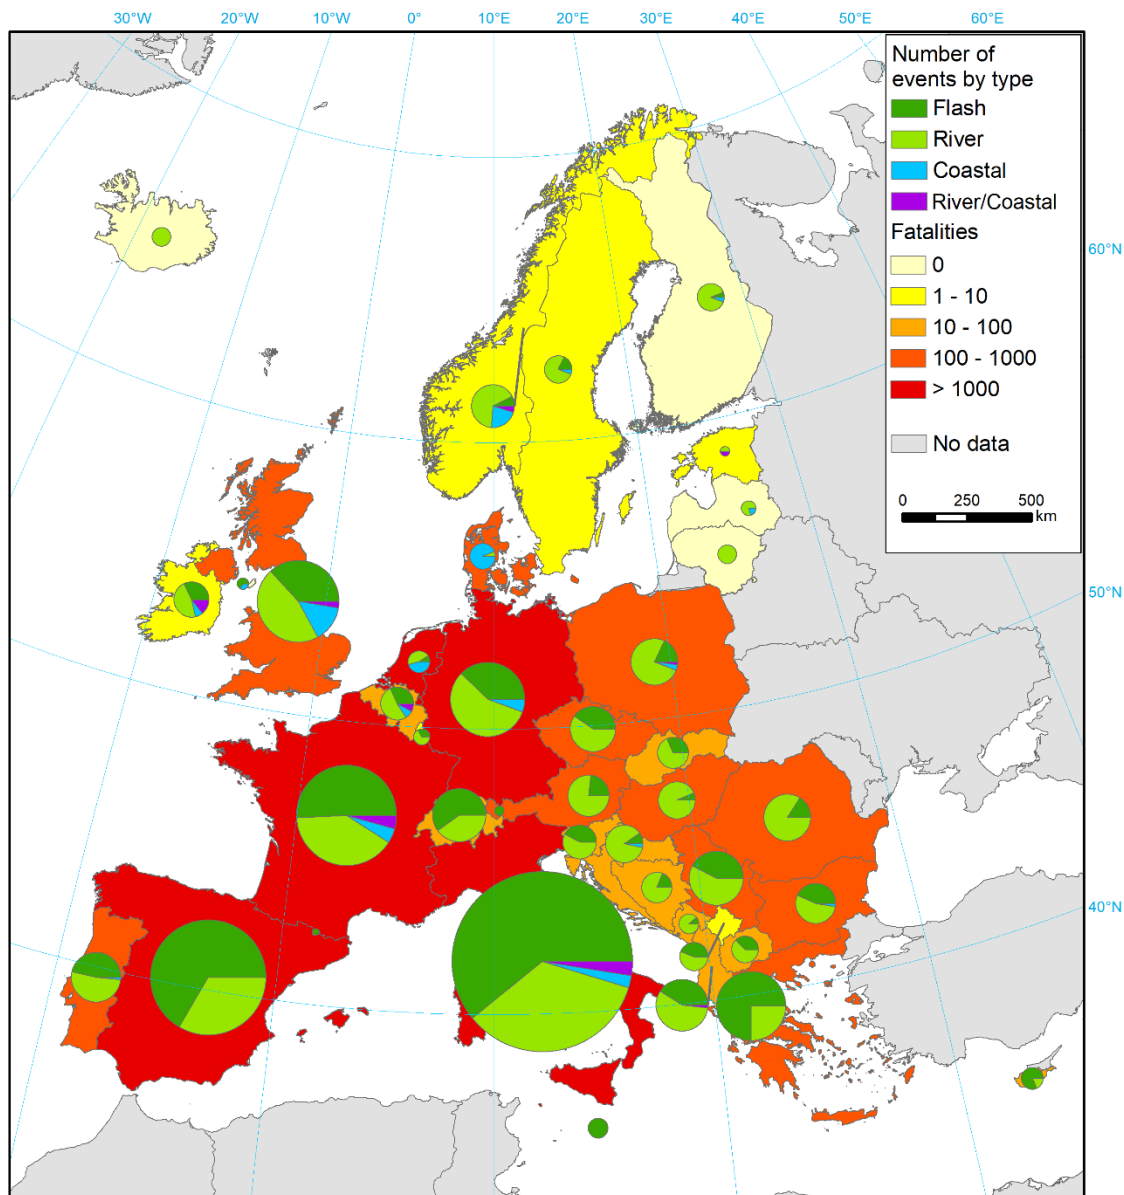 30°W 20°W 10°W 0° 10°E 20°E 30°E 40°E 50°E 60°E
Number of
events by type
Flash
River
Coastal
River/Coastal
Fatalities
0
1 - 10
10 - 100
100 - 1000
> 1000
No data
0 250 500
km
60°N
50°N
40°N